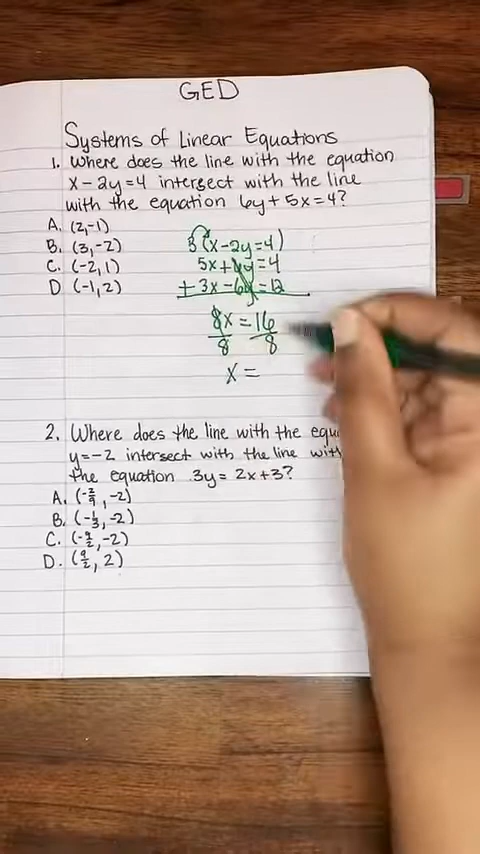 GED
Systems of Linear Equations
1. Where does the line with the equation
x-2y=4 intersect with the line
with the equation 6y+5x=4?
A. (2,-1)
B. (3,-2)
C. (-2,1)
D (-1,2)
3(x-2y=4)
5x+6y=4
+ 3x-6y=12
8x=16
8 8
x=
2. Where does the line with the
y=-2 intersect with the line
the equation 3y=2x+3?
A. (-2/9,-2)
B. (-1/3,-2)
C. (-9/2,-2)
D. (9/2,2)